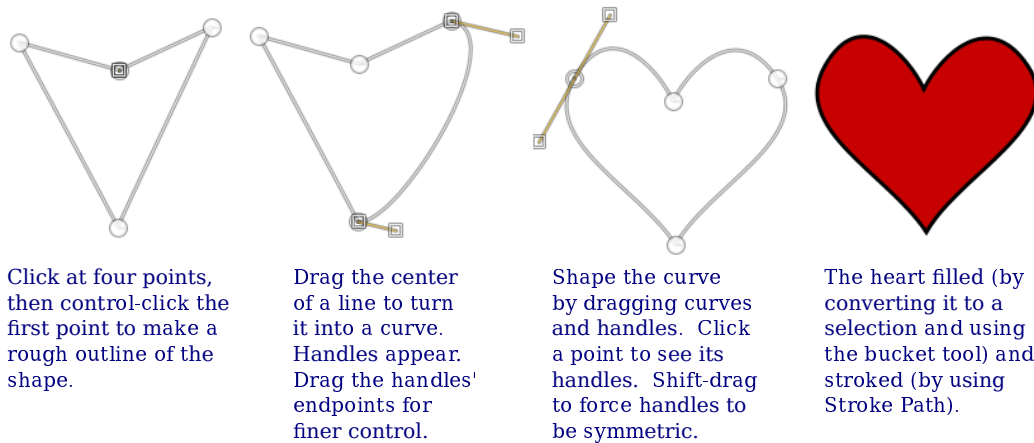 Click at four points,
then control-click the
first point to make a
rough outline of the
shape.
Drag the center
of a line to turn
it into a curve.
Handles appear.
Drag the handles'
endpoints for
finer control.
Shape the curve
by dragging curves
and handles.  Click
a point to see its
handles.  Shift-drag
to force handles to
be symmetric.
The heart filled (by
converting it to a
selection and using
the bucket tool) and
stroked (by using
Stroke Path).